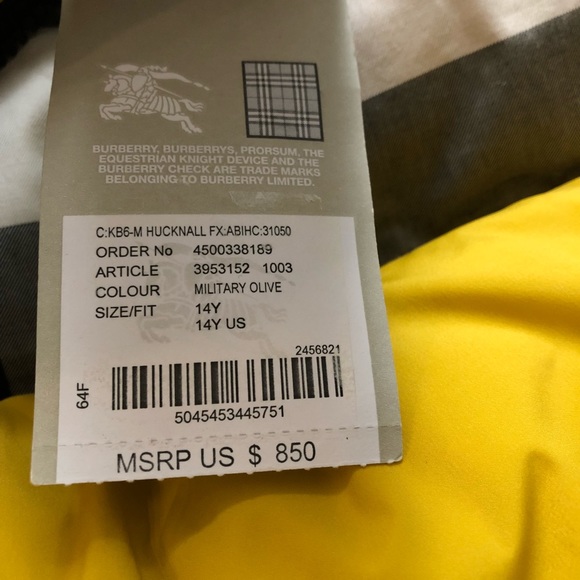 BURBERRY, BURBERRYS, PRORSUM, THE
EQUESTRIAN KNIGHT DEVICE AND THE
BURBERRY CHECK ARE TRADE MARKS
BELONGING TO BURBERRY LIMITED.
C:KB6-M HUCKNALL FX:ABIHC:31050
ORDER No 4500338189
ARTICLE 3953152 1003
COLOUR MILITARY OLIVE
SIZE/FIT 14Y
14Y US
2456821
64F
5045453445751
MSRP US $ 850